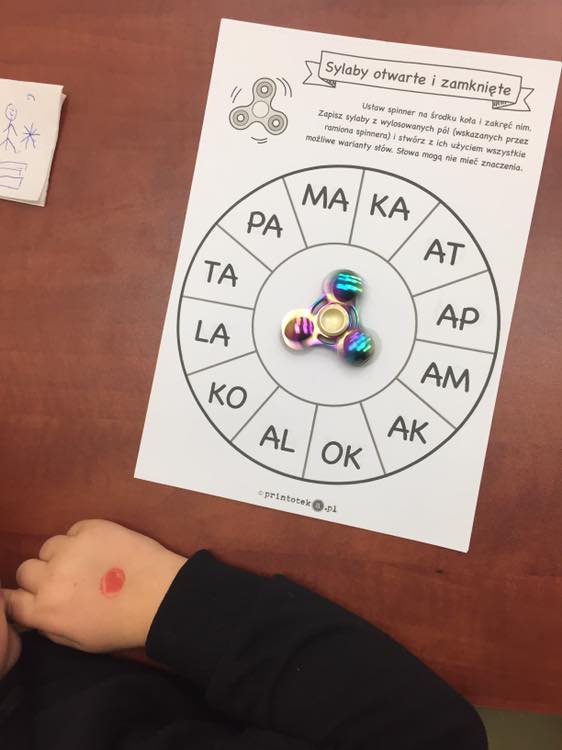 Sylaby otwarte i zamknięte
Ustaw spinner na środku koła i zakręć nim.
Zapisz sylaby z wylosowanych pól (wskazanych przez
ramiona spinnera) i stwórz z ich użyciem wszystkie
możliwe warianty słów. Słowa mogą nie mieć znaczenia.
MA
KA
AT
AP
AM
AK
OK
AL
KO
LA
TA
PA
© printoteka.pl